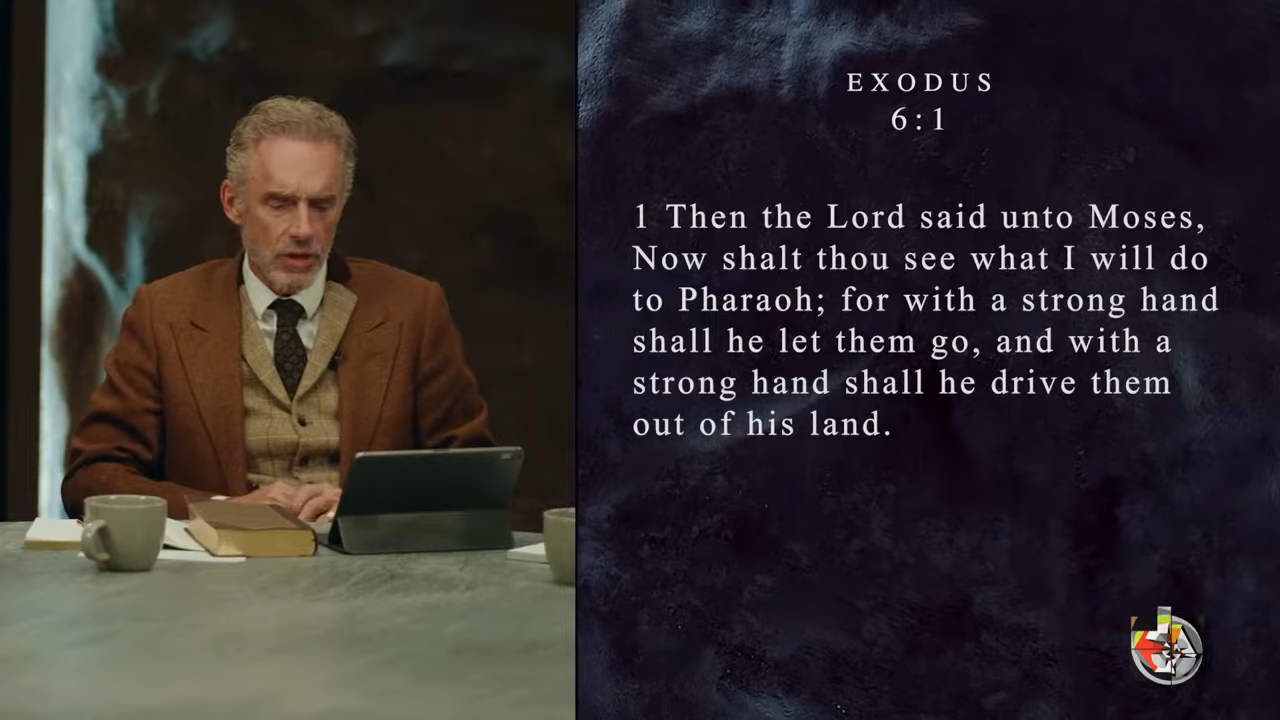 EXODUS
6:1
1 Then the Lord said unto Moses,
Now shalt thou see what I will do
to Pharaoh; for with a strong hand
shall he let them go, and with a
strong hand shall he drive them
out of his land.